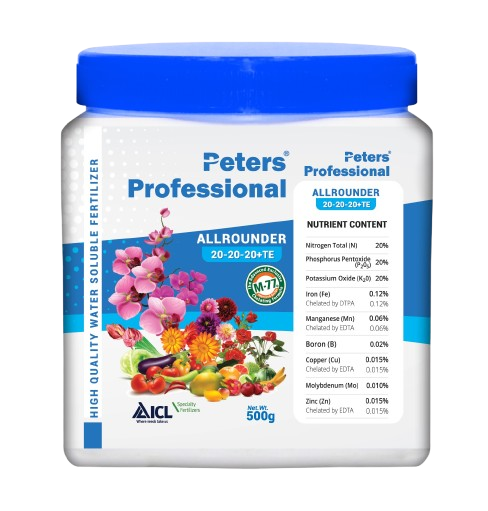 HIGH QUALITY WATER SOLUBLE FERTILIZER
Peters®
Professional
ALLROUNDER
20-20-20+TE
M-77
ICL
Where needs take us
Specialty
Fertilizers
Net. Wt.
500g
Peters®
Professional
ALLROUNDER
20-20-20+TE
NUTRIENT CONTENT
Nitrogen Total (N) 20%
Phosphorus Pentoxide
(P₂O₅) 20%
Potassium Oxide (K₂O) 20%
Iron (Fe) 0.12%
Chelated by DTPA 0.12%
Manganese (Mn) 0.06%
Chelated by EDTA 0.06%
Boron (B) 0.02%
Copper (Cu) 0.015%
Chelated by EDTA 0.015%
Molybdenum (Mo) 0.010%
Zinc (Zn) 0.015%
Chelated by EDTA 0.015%